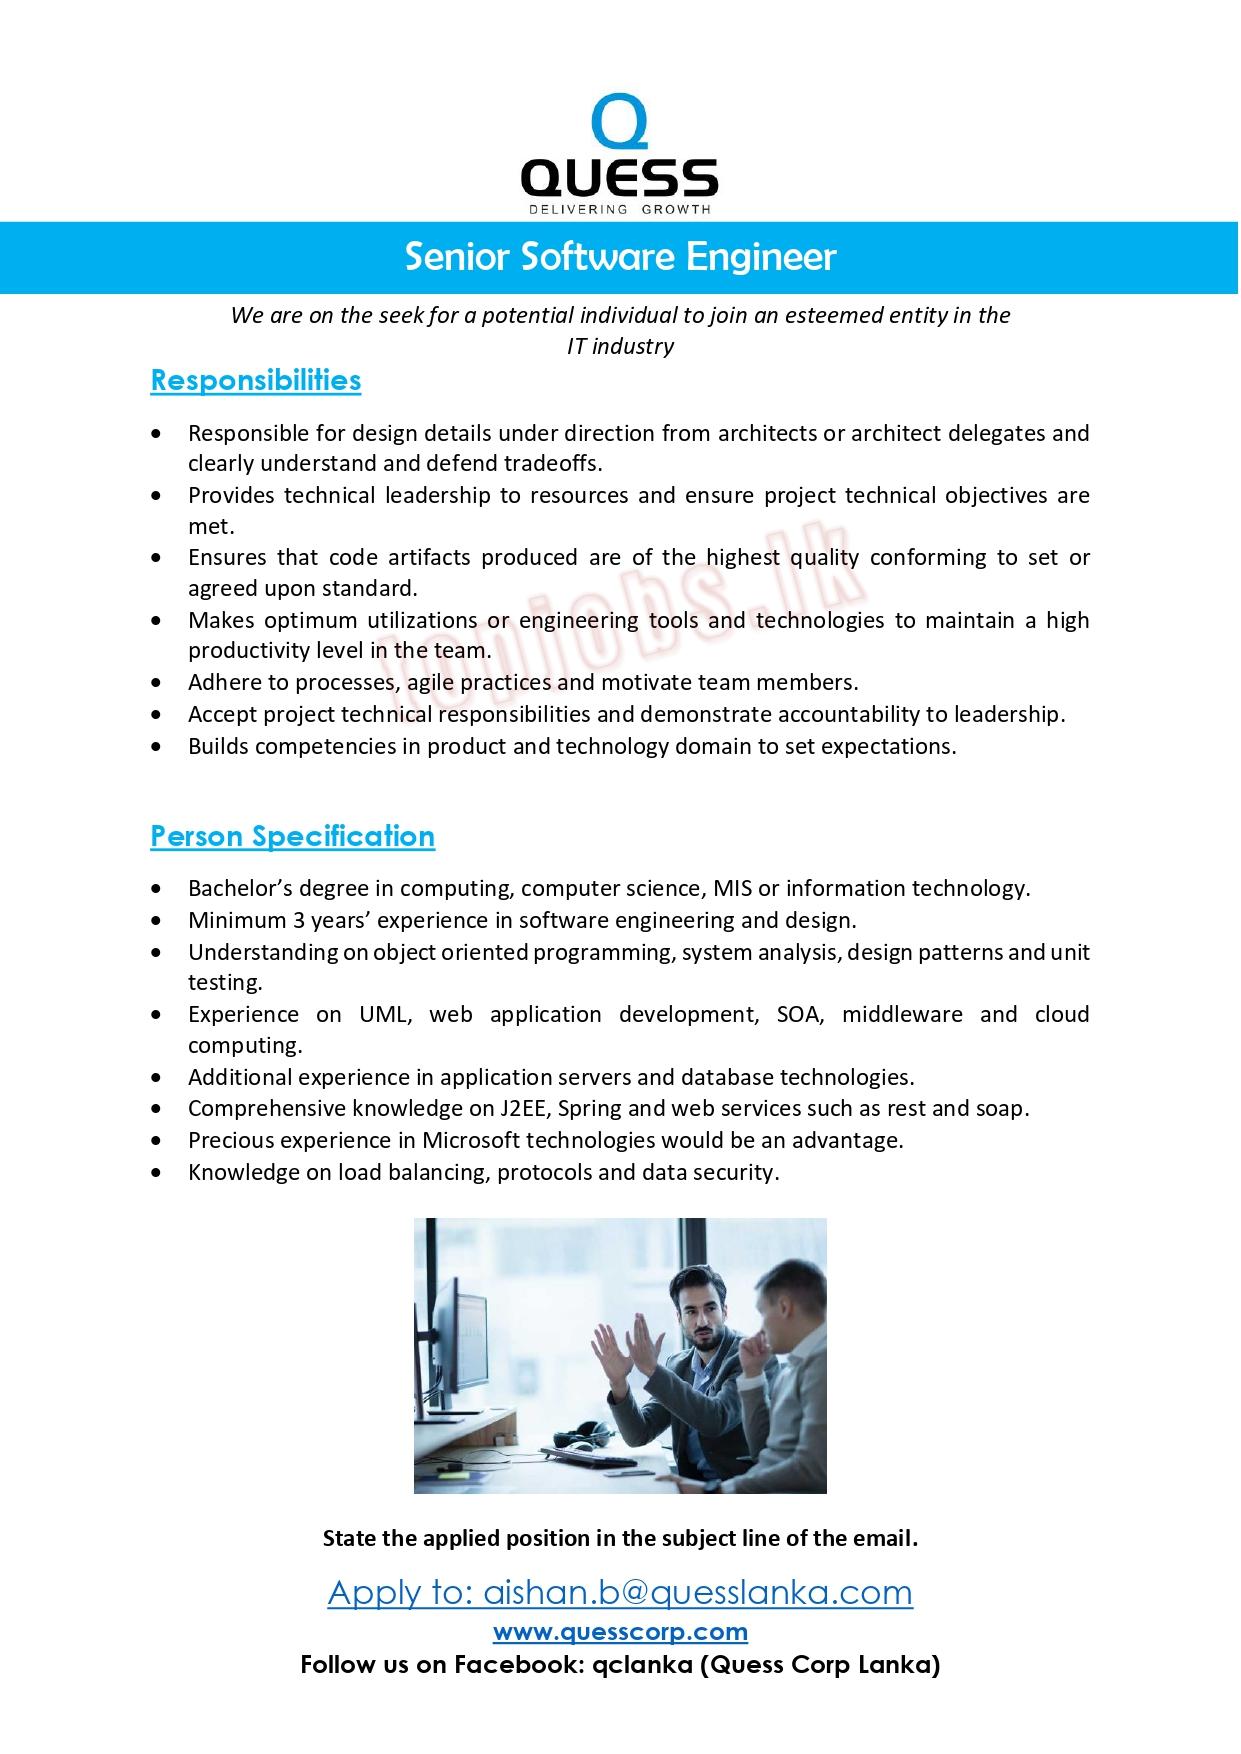 Q
QUESS
DELIVERING GROWTH
Senior Software Engineer
We are on the seek for a potential individual to join an esteemed entity in the
IT industry
Responsibilities
• Responsible for design details under direction from architects or architect delegates and
clearly understand and defend tradeoffs.
• Provides technical leadership to resources and ensure project technical objectives are
met.
• Ensures that code artifacts produced are of the highest quality conforming to set or
agreed upon standard.
• Makes optimum utilizations or engineering tools and technologies to maintain a high
productivity level in the team.
• Adhere to processes, agile practices and motivate team members.
• Accept project technical responsibilities and demonstrate accountability to leadership.
• Builds competencies in product and technology domain to set expectations.
Person Specification
• Bachelor’s degree in computing, computer science, MIS or information technology.
• Minimum 3 years’ experience in software engineering and design.
• Understanding on object oriented programming, system analysis, design patterns and unit
testing.
• Experience on UML, web application development, SOA, middleware and cloud
computing.
• Additional experience in application servers and database technologies.
• Comprehensive knowledge on J2EE, Spring and web services such as rest and soap.
• Precious experience in Microsoft technologies would be an advantage.
• Knowledge on load balancing, protocols and data security.
State the applied position in the subject line of the email.
Apply to: aishan.b@quesslanka.com
www.quesscorp.com
Follow us on Facebook: qclanka (Quess Corp Lanka)